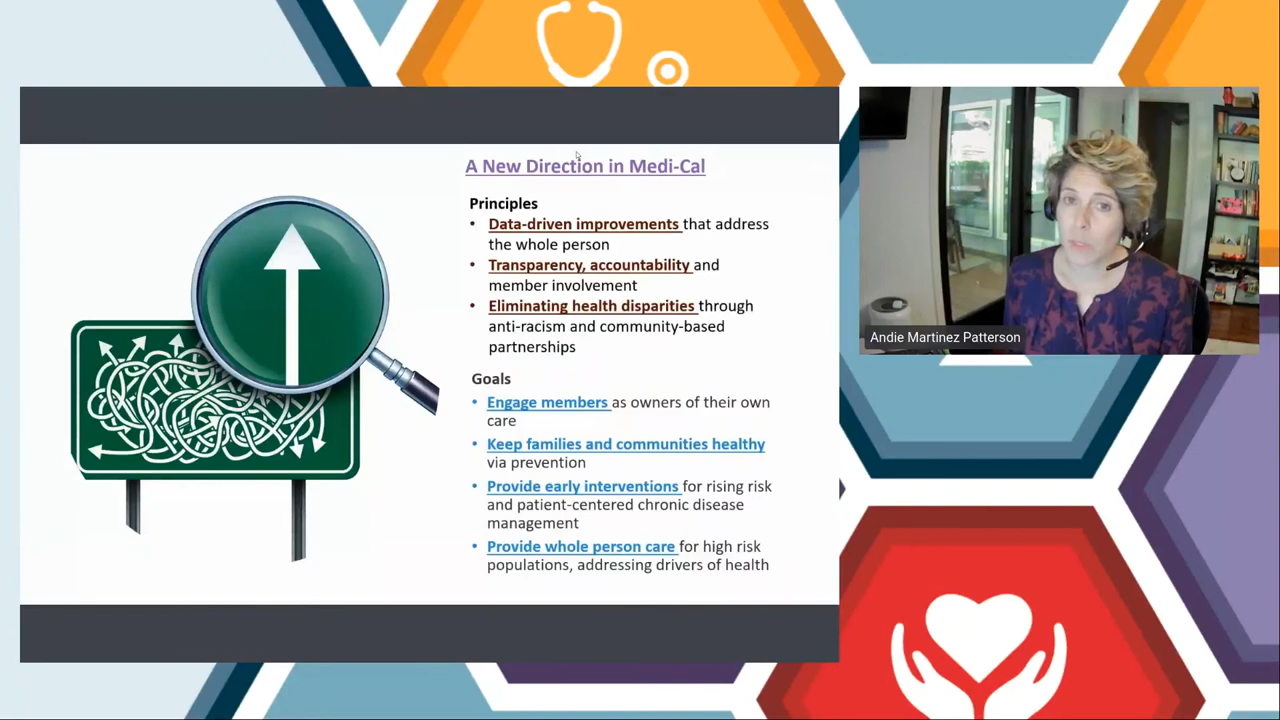 A New Direction in Medi-Cal
Principles
• Data-driven improvements that address
the whole person
• Transparency, accountability and
member involvement
• Eliminating health disparities through
anti-racism and community-based
partnerships
Goals
• Engage members as owners of their own
care
• Keep families and communities healthy
via prevention
• Provide early interventions for rising risk
and patient-centered chronic disease
management
• Provide whole person care for high risk
populations, addressing drivers of health
Andie Martinez Patterson